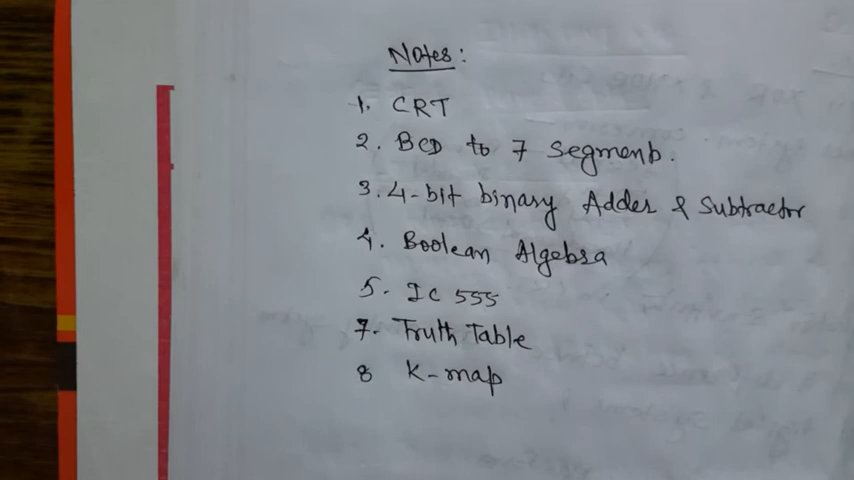 Notes:
1. CRT
2. BCD to 7 segment.
3. 4-bit binary Adder & Subtractor
4. Boolean Algebra
5. IC 555
7. Truth Table
8 K-map